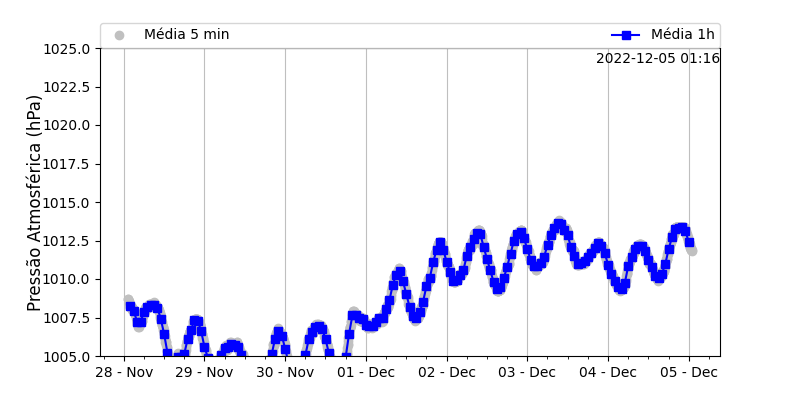 Média 5 min
Média 1h
2022-12-05 01:16
Pressão Atmosférica (hPa)
1025.0
1022.5
1020.0
1017.5
1015.0
1012.5
1010.0
1007.5
1005.0
28 - Nov
29 - Nov
30 - Nov
01 - Dec
02 - Dec
03 - Dec
04 - Dec
05 - Dec